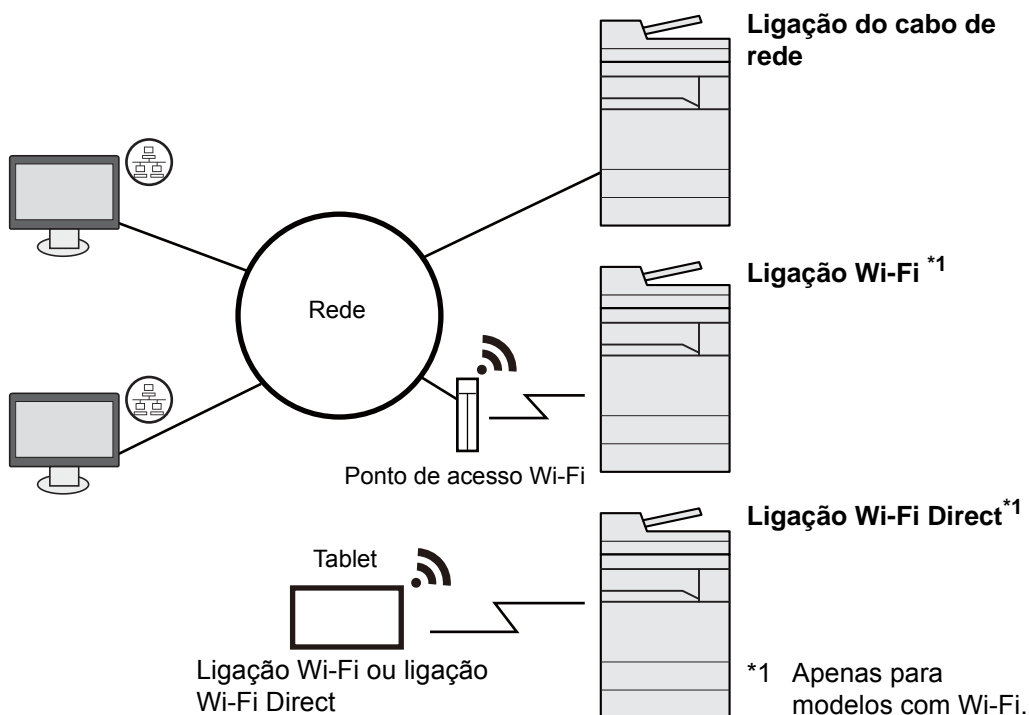 Ligação do cabo de
rede
Rede
Ligação Wi-Fi *1
Ponto de acesso Wi-Fi
Ligação Wi-Fi Direct*1
Tablet
Ligação Wi-Fi ou ligação
Wi-Fi Direct
*1 Apenas para
modelos com Wi-Fi.